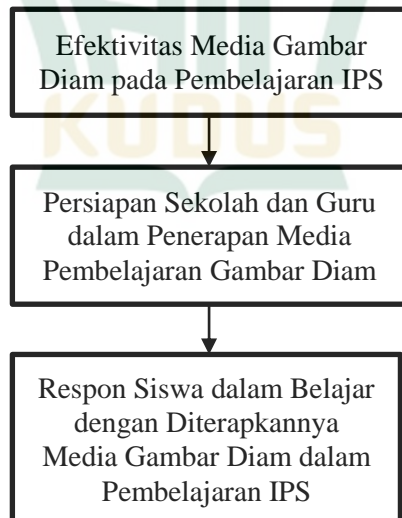 Efektivitas Media Gambar
Diam pada Pembelajaran IPS
KUDUS
Persiapan Sekolah dan Guru
dalam Penerapan Media
Pembelajaran Gambar Diam
Respon Siswa dalam Belajar
dengan Diterapkannya
Media Gambar Diam dalam
Pembelajaran IPS